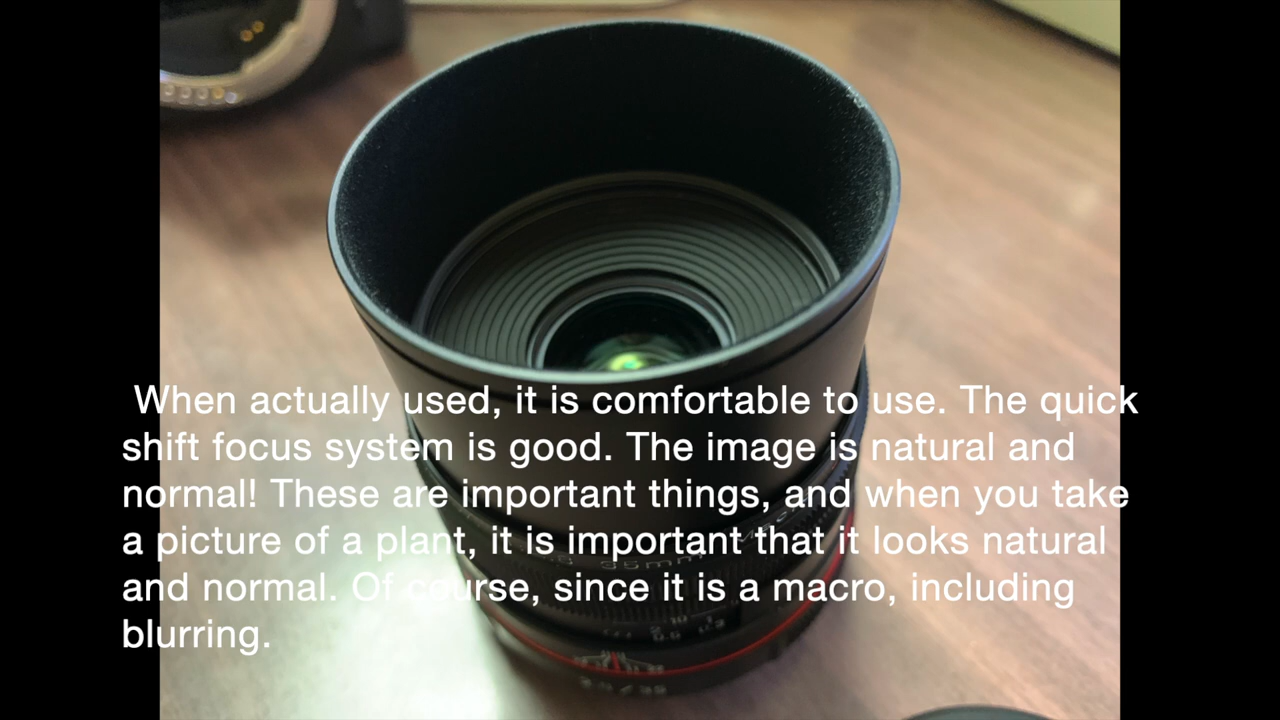 When actually used, it is comfortable to use. The quick
shift focus system is good. The image is natural and
normal! These are important things, and when you take
a picture of a plant, it is important that it looks natural
and normal. Of course, since it is a macro, including
blurring.
35mm Macro